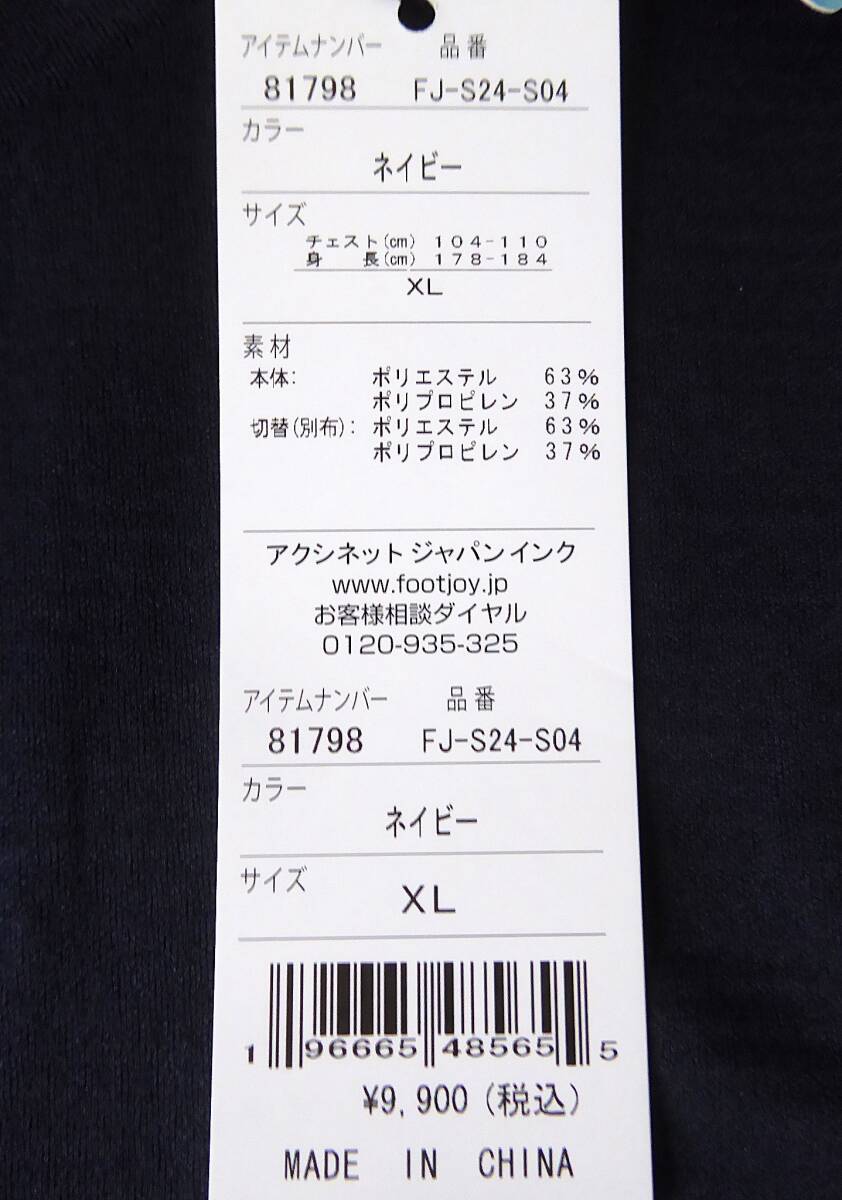 アイテムナンバー 品番
81798 FJ-S24-S04
カラー
ネイビー
サイズ
チェスト(cm) 104-110
身 長(cm) 178-184
XL
素材
本体: ポリエステル 63%
ポリプロピレン 37%
切替(別布): ポリエステル 63%
ポリプロピレン 37%
アクシネット ジャパン インク
www.footjoy.jp
お客様相談ダイヤル
0120-935-325
アイテムナンバー 品番
81798 FJ-S24-S04
カラー
ネイビー
サイズ
XL
1 96665 48565 5
¥9,900 (税込)
MADE IN CHINA